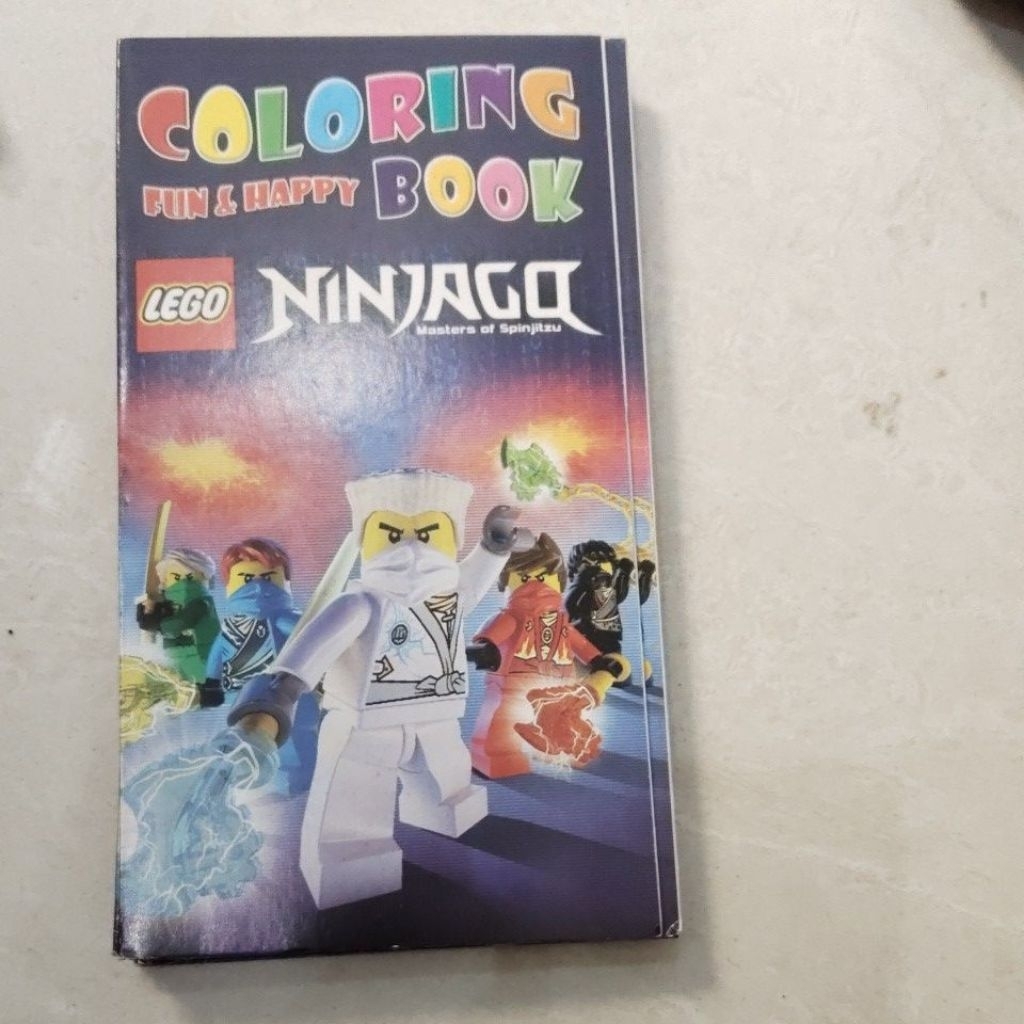 COLORING
FUN & HAPPY BOOK
LEGO NINJAGO
Masters of Spinjitzu